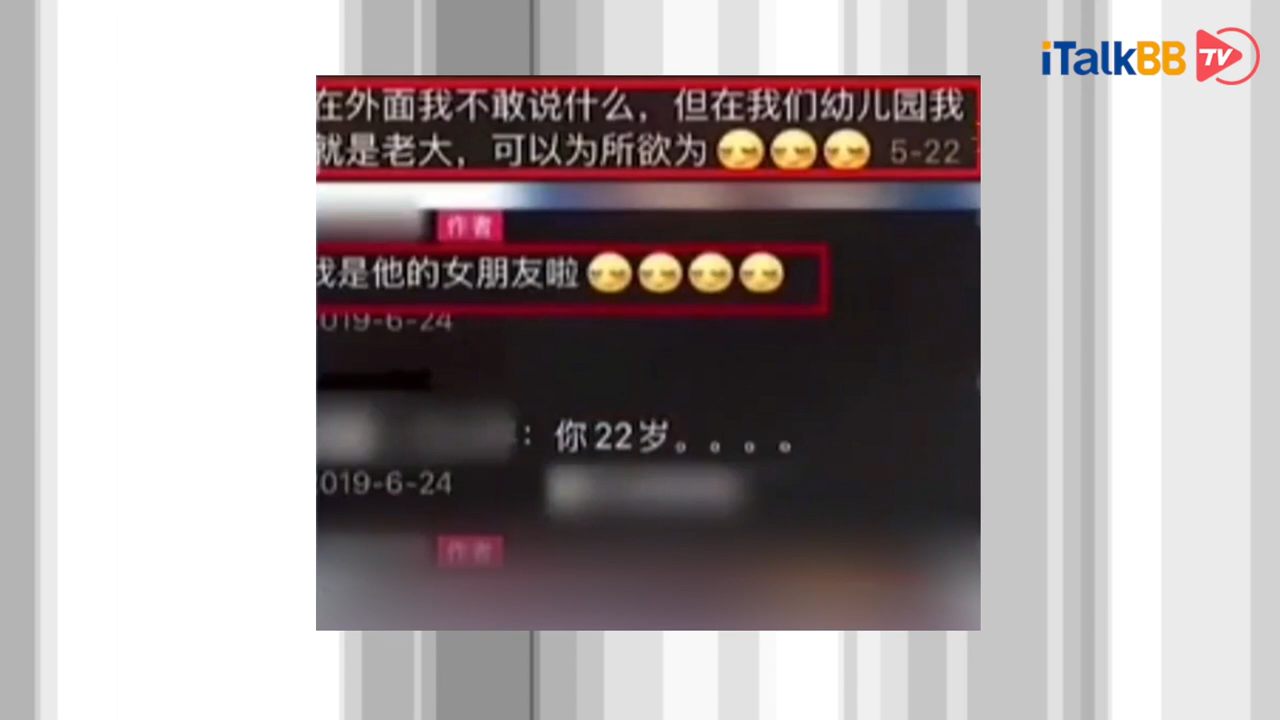 iTalkBB TV
在外面我不敢说什么，但在我们幼儿园我
就是老大，可以为所欲为 5-22
作者
我是他的女朋友啦
2019-6-24
：你22岁。。。。
2019-6-24
作者